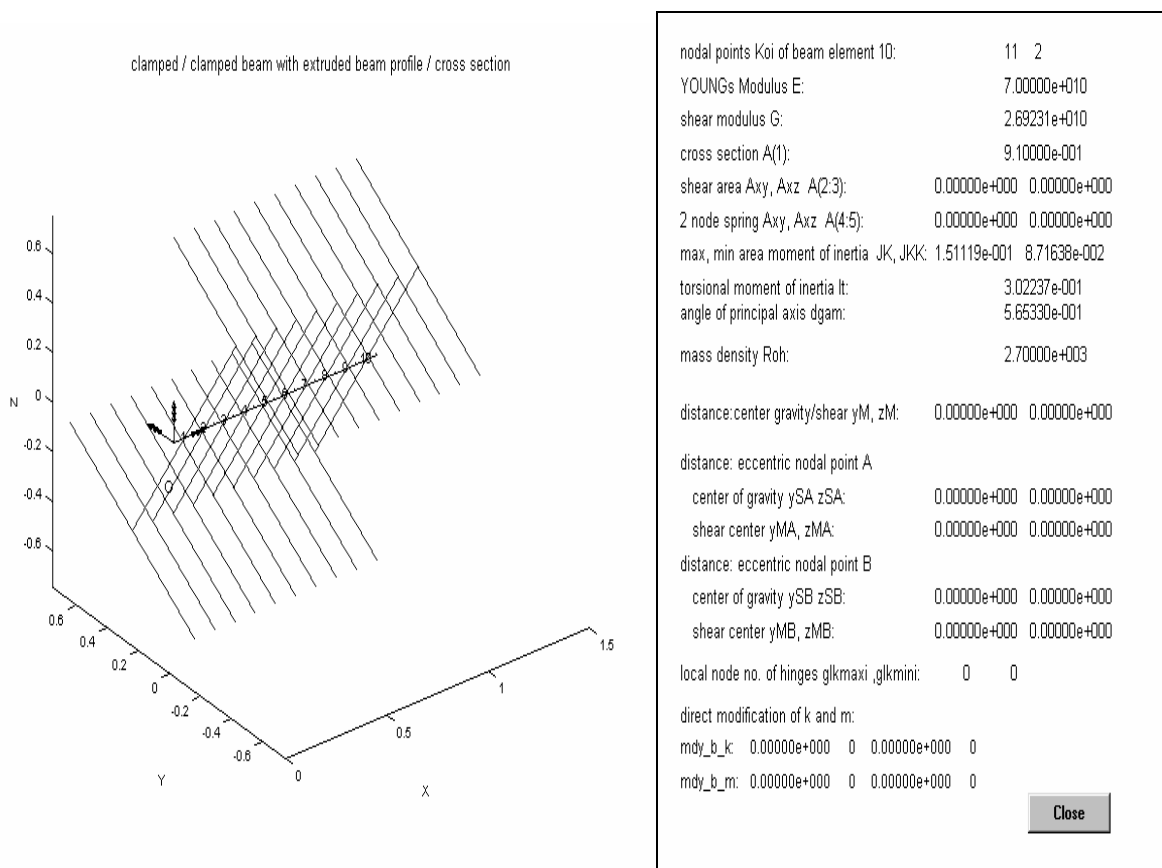 clamped / clamped beam with extruded beam profile / cross section
0.6
0.4
0.2
0
-0.2
-0.4
-0.6
N
0.6
0.4
0.2
0
-0.2
-0.4
-0.6
Y
0
0.5
1
1.5
X
1 2 3 4 5 6 7 8 9 10
nodal points Koi of beam element 10: 11 2
YOUNGs Modulus E: 7.00000e+010
shear modulus G: 2.69231e+010
cross section A(1): 9.10000e-001
shear area Axy, Axz A(2:3): 0.00000e+000 0.00000e+000
2 node spring Axy, Axz A(4:5): 0.00000e+000 0.00000e+000
max, min area moment of inertia JK, JKK: 1.51119e-001 8.71638e-002
torsional moment of inertia It: 3.02237e-001
angle of principal axis dgam: 5.65330e-001
mass density Roh: 2.70000e+003
distance:center gravity/shear yM, zM: 0.00000e+000 0.00000e+000
distance: eccentric nodal point A
center of gravity ySA zSA: 0.00000e+000 0.00000e+000
shear center yMA, zMA: 0.00000e+000 0.00000e+000
distance: eccentric nodal point B
center of gravity ySB zSB: 0.00000e+000 0.00000e+000
shear center yMB, zMB: 0.00000e+000 0.00000e+000
local node no. of hinges glkmaxi ,glkmini: 0 0
direct modification of k and m:
mdy_b_k: 0.00000e+000 0 0.00000e+000 0
mdy_b_m: 0.00000e+000 0 0.00000e+000 0
Close